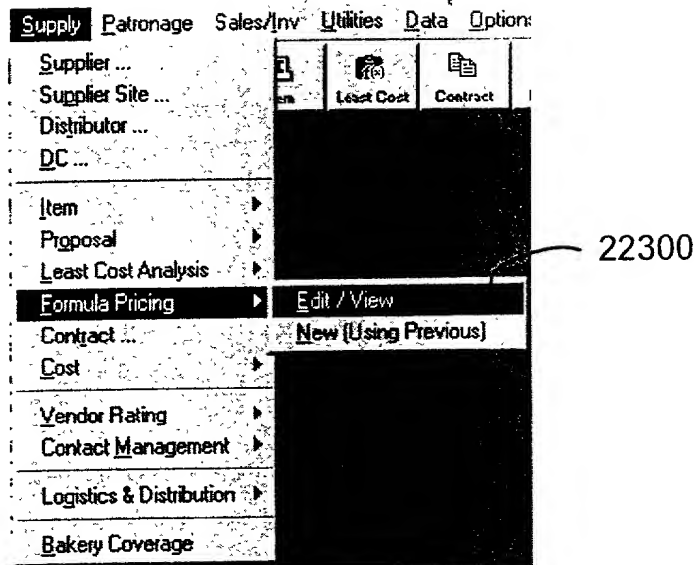 Supply Patronage Sales/Inv Utilities Data Options
Supplier ...
Supplier Site ...
Distributor ...
DC ...
Least Cost Contract
Item
Proposal
Least Cost Analysis
Formula Pricing
Edit / View
22300
New (Using Previous)
Contract ...
Cost
Vendor Rating
Contact Management
Logistics & Distribution
Bakery Coverage